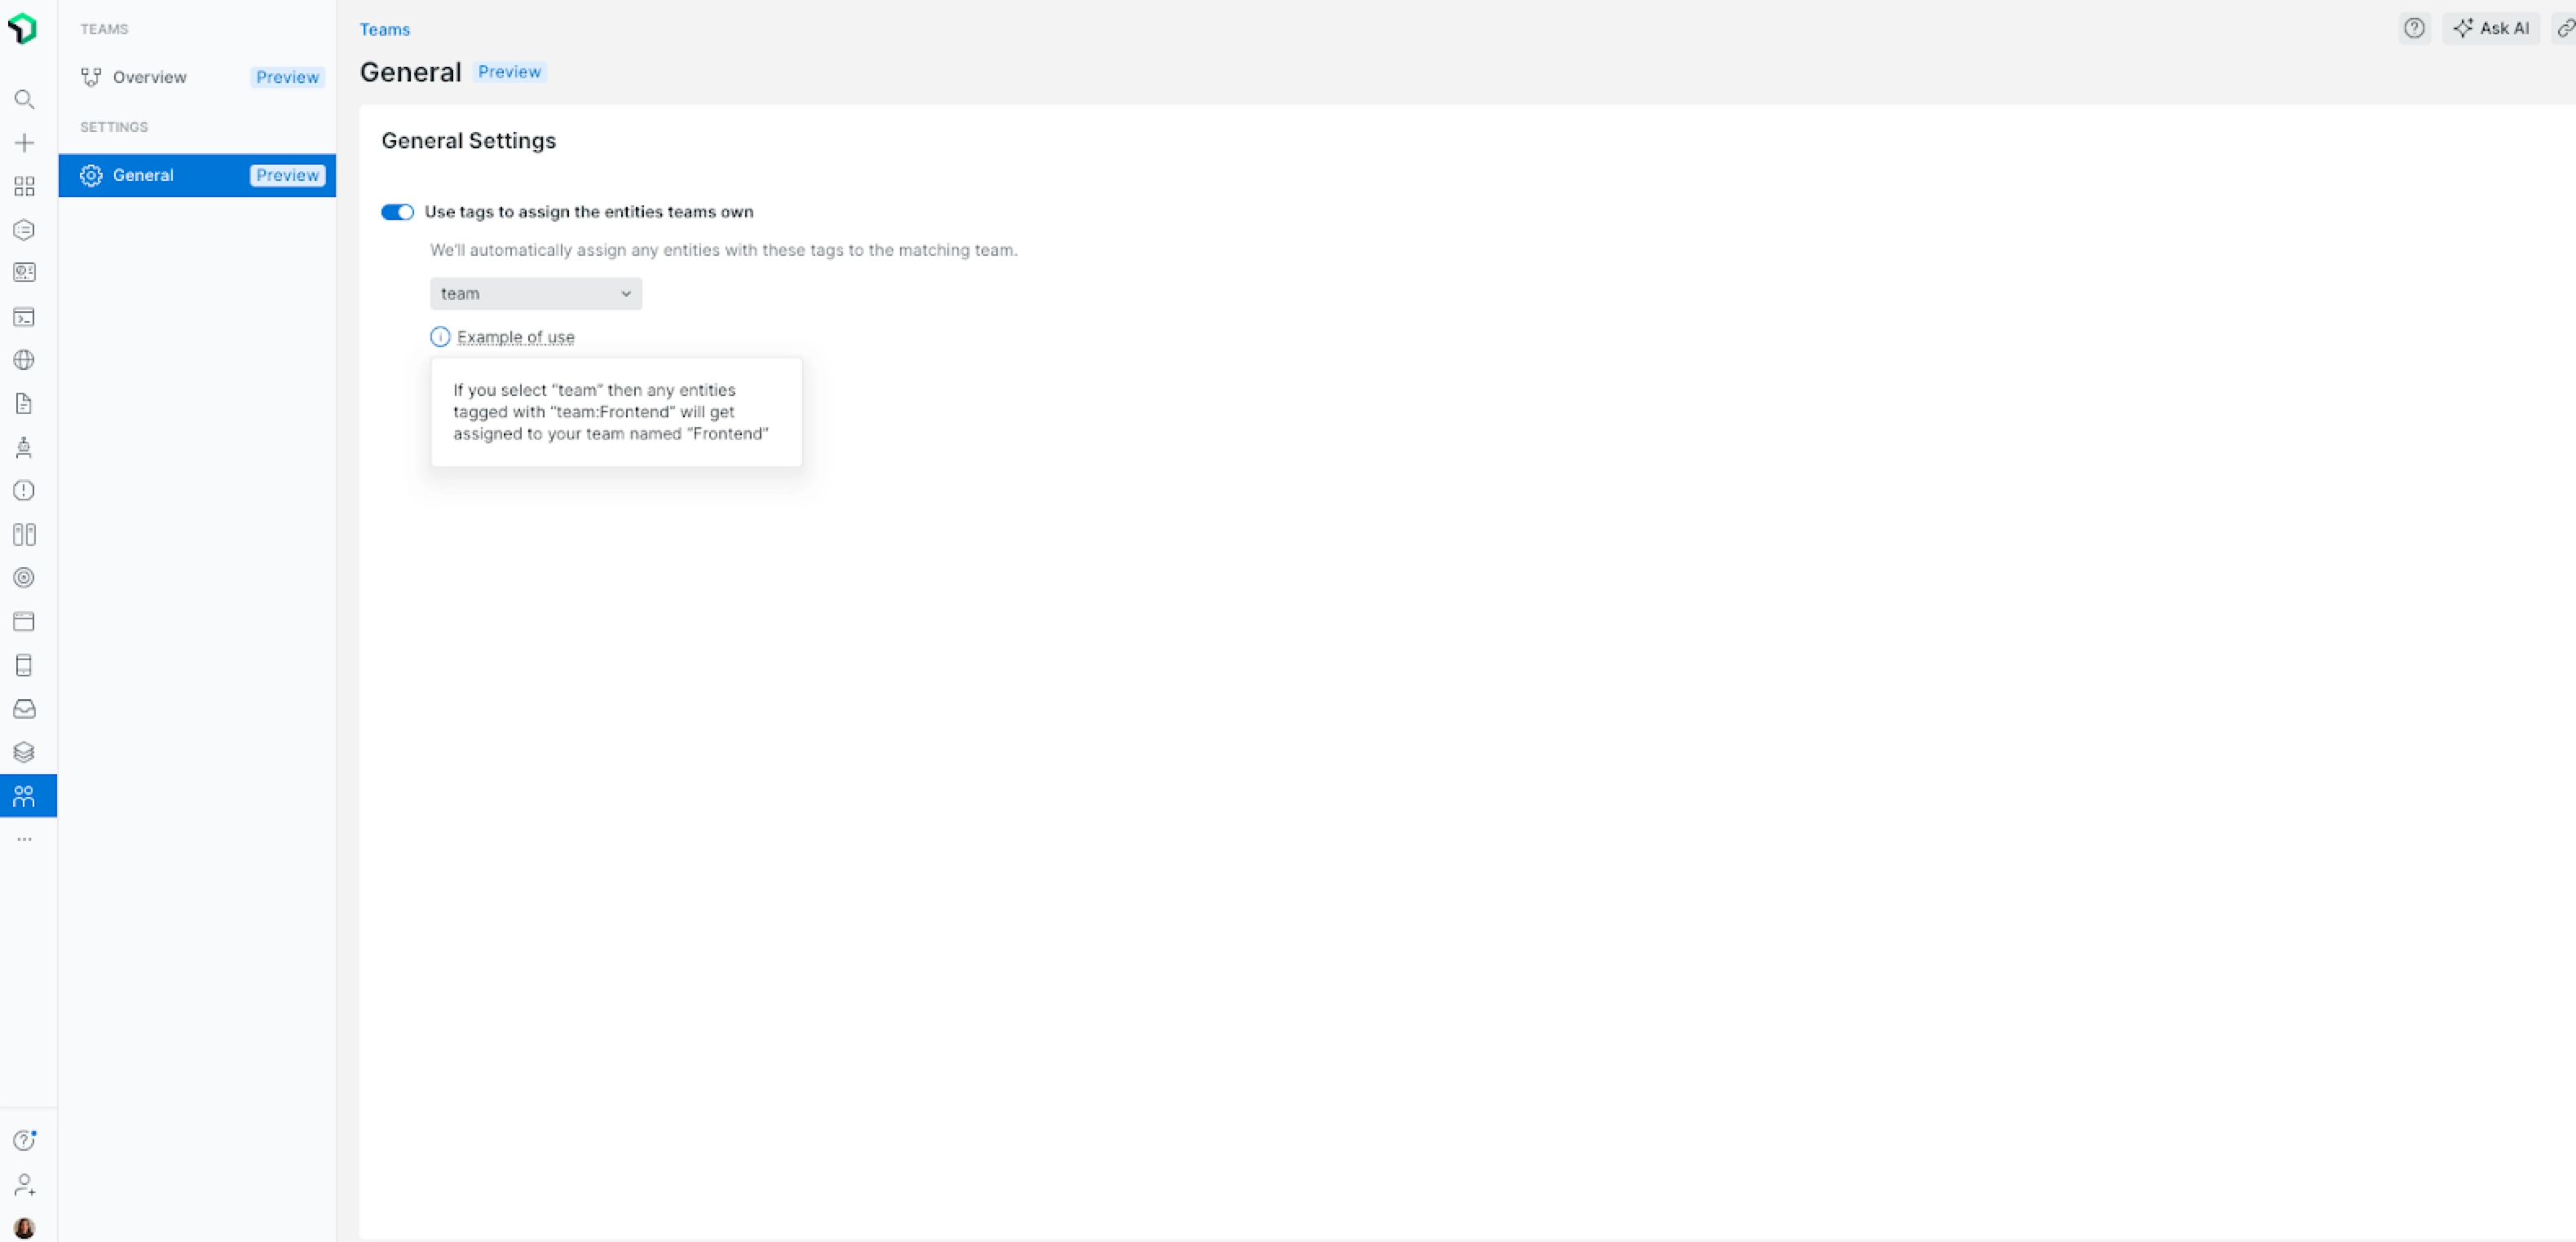 TEAMS
Overview Preview
SETTINGS
General Preview
Teams
Ask AI
General Preview
General Settings
Use tags to assign the entities teams own
We'll automatically assign any entities with these tags to the matching team.
team
Example of use
If you select “team” then any entities
tagged with “team:Frontend” will get
assigned to your team named “Frontend”